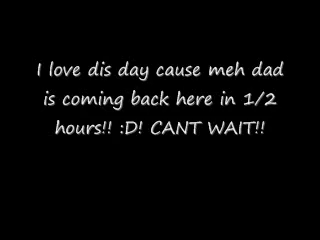 I love dis day cause meh dad
is coming back here in 1/2
hours!! :D! CANT WAIT!!